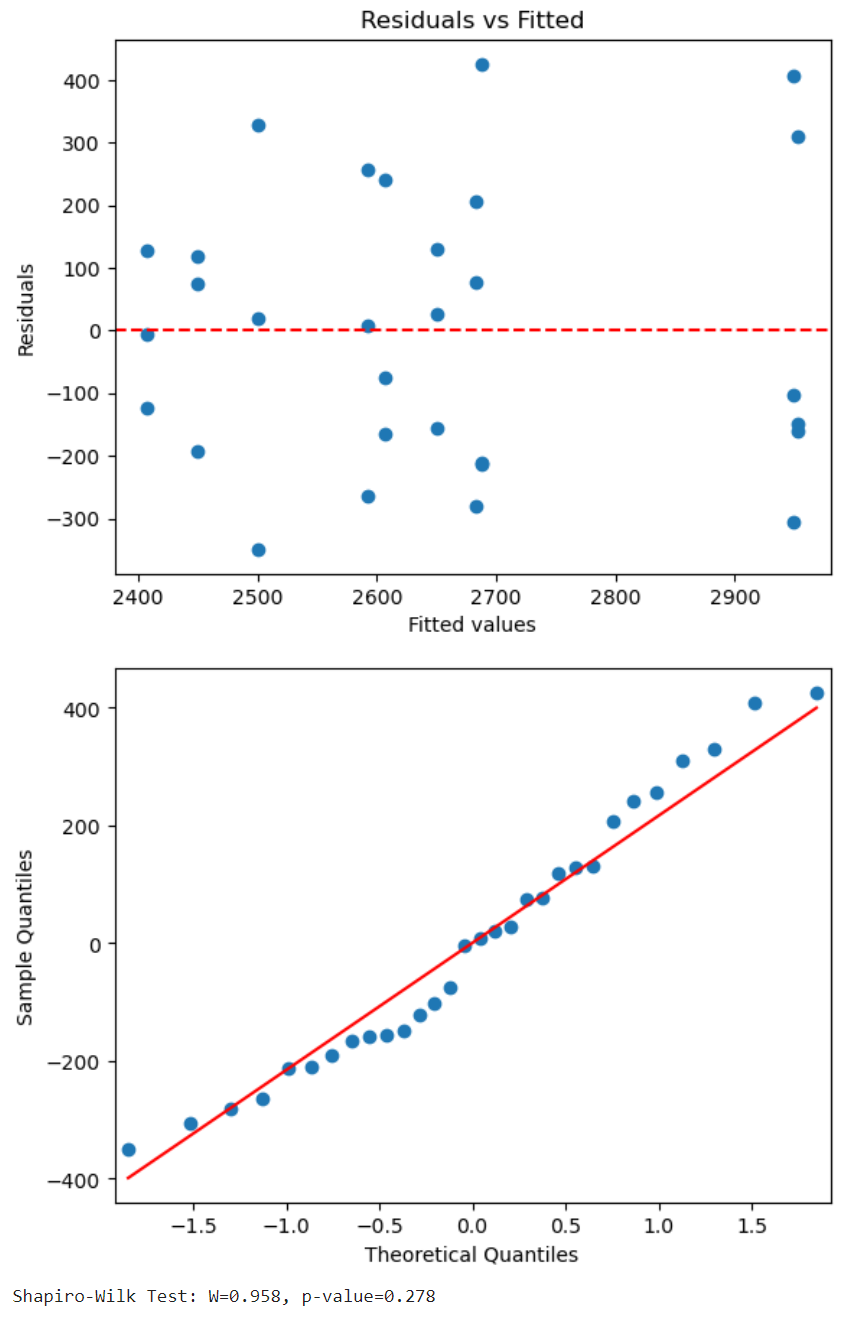 Residuals vs Fitted
400
300
200
100
0
−100
−200
−300
Residuals
2400 2500 2600 2700 2800 2900
Fitted values
400
200
0
−200
−400
Sample Quantiles
−1.5 −1.0 −0.5 0.0 0.5 1.0 1.5
Theoretical Quantiles
Shapiro-Wilk Test: W=0.958, p-value=0.278